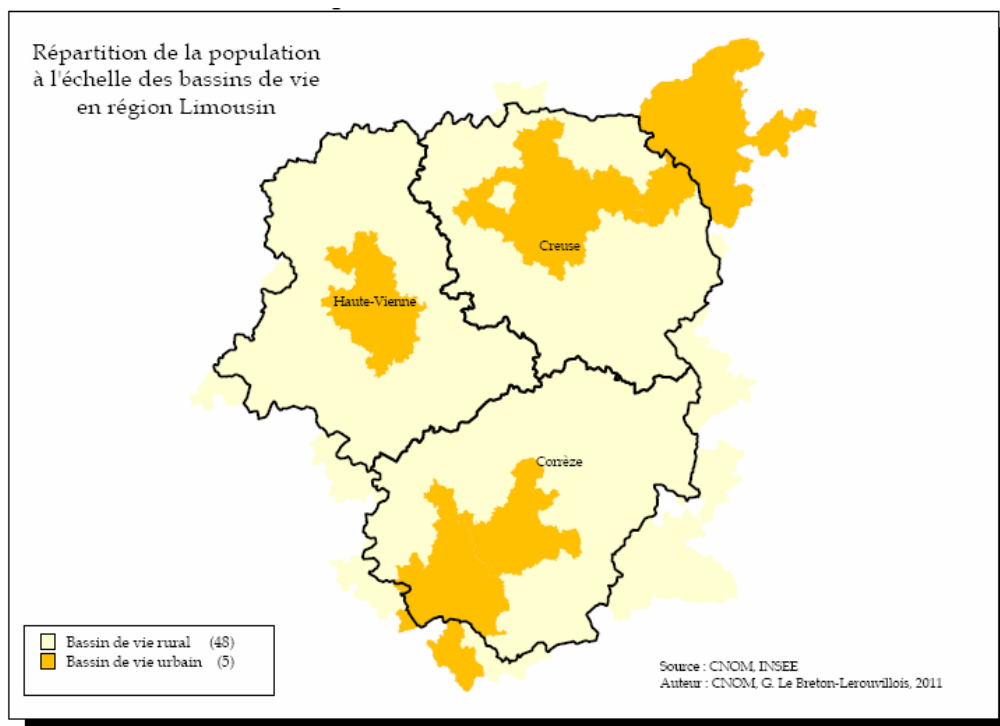 Répartition de la population
à l'échelle des bassins de vie
en région Limousin
Creuse
Haute-Vienne
Corrèze
Bassin de vie rural (48)
Bassin de vie urbain (5)
Source : CNOM, INSEE
Auteur : CNOM, G. Le Breton-Lerouvillois, 2011